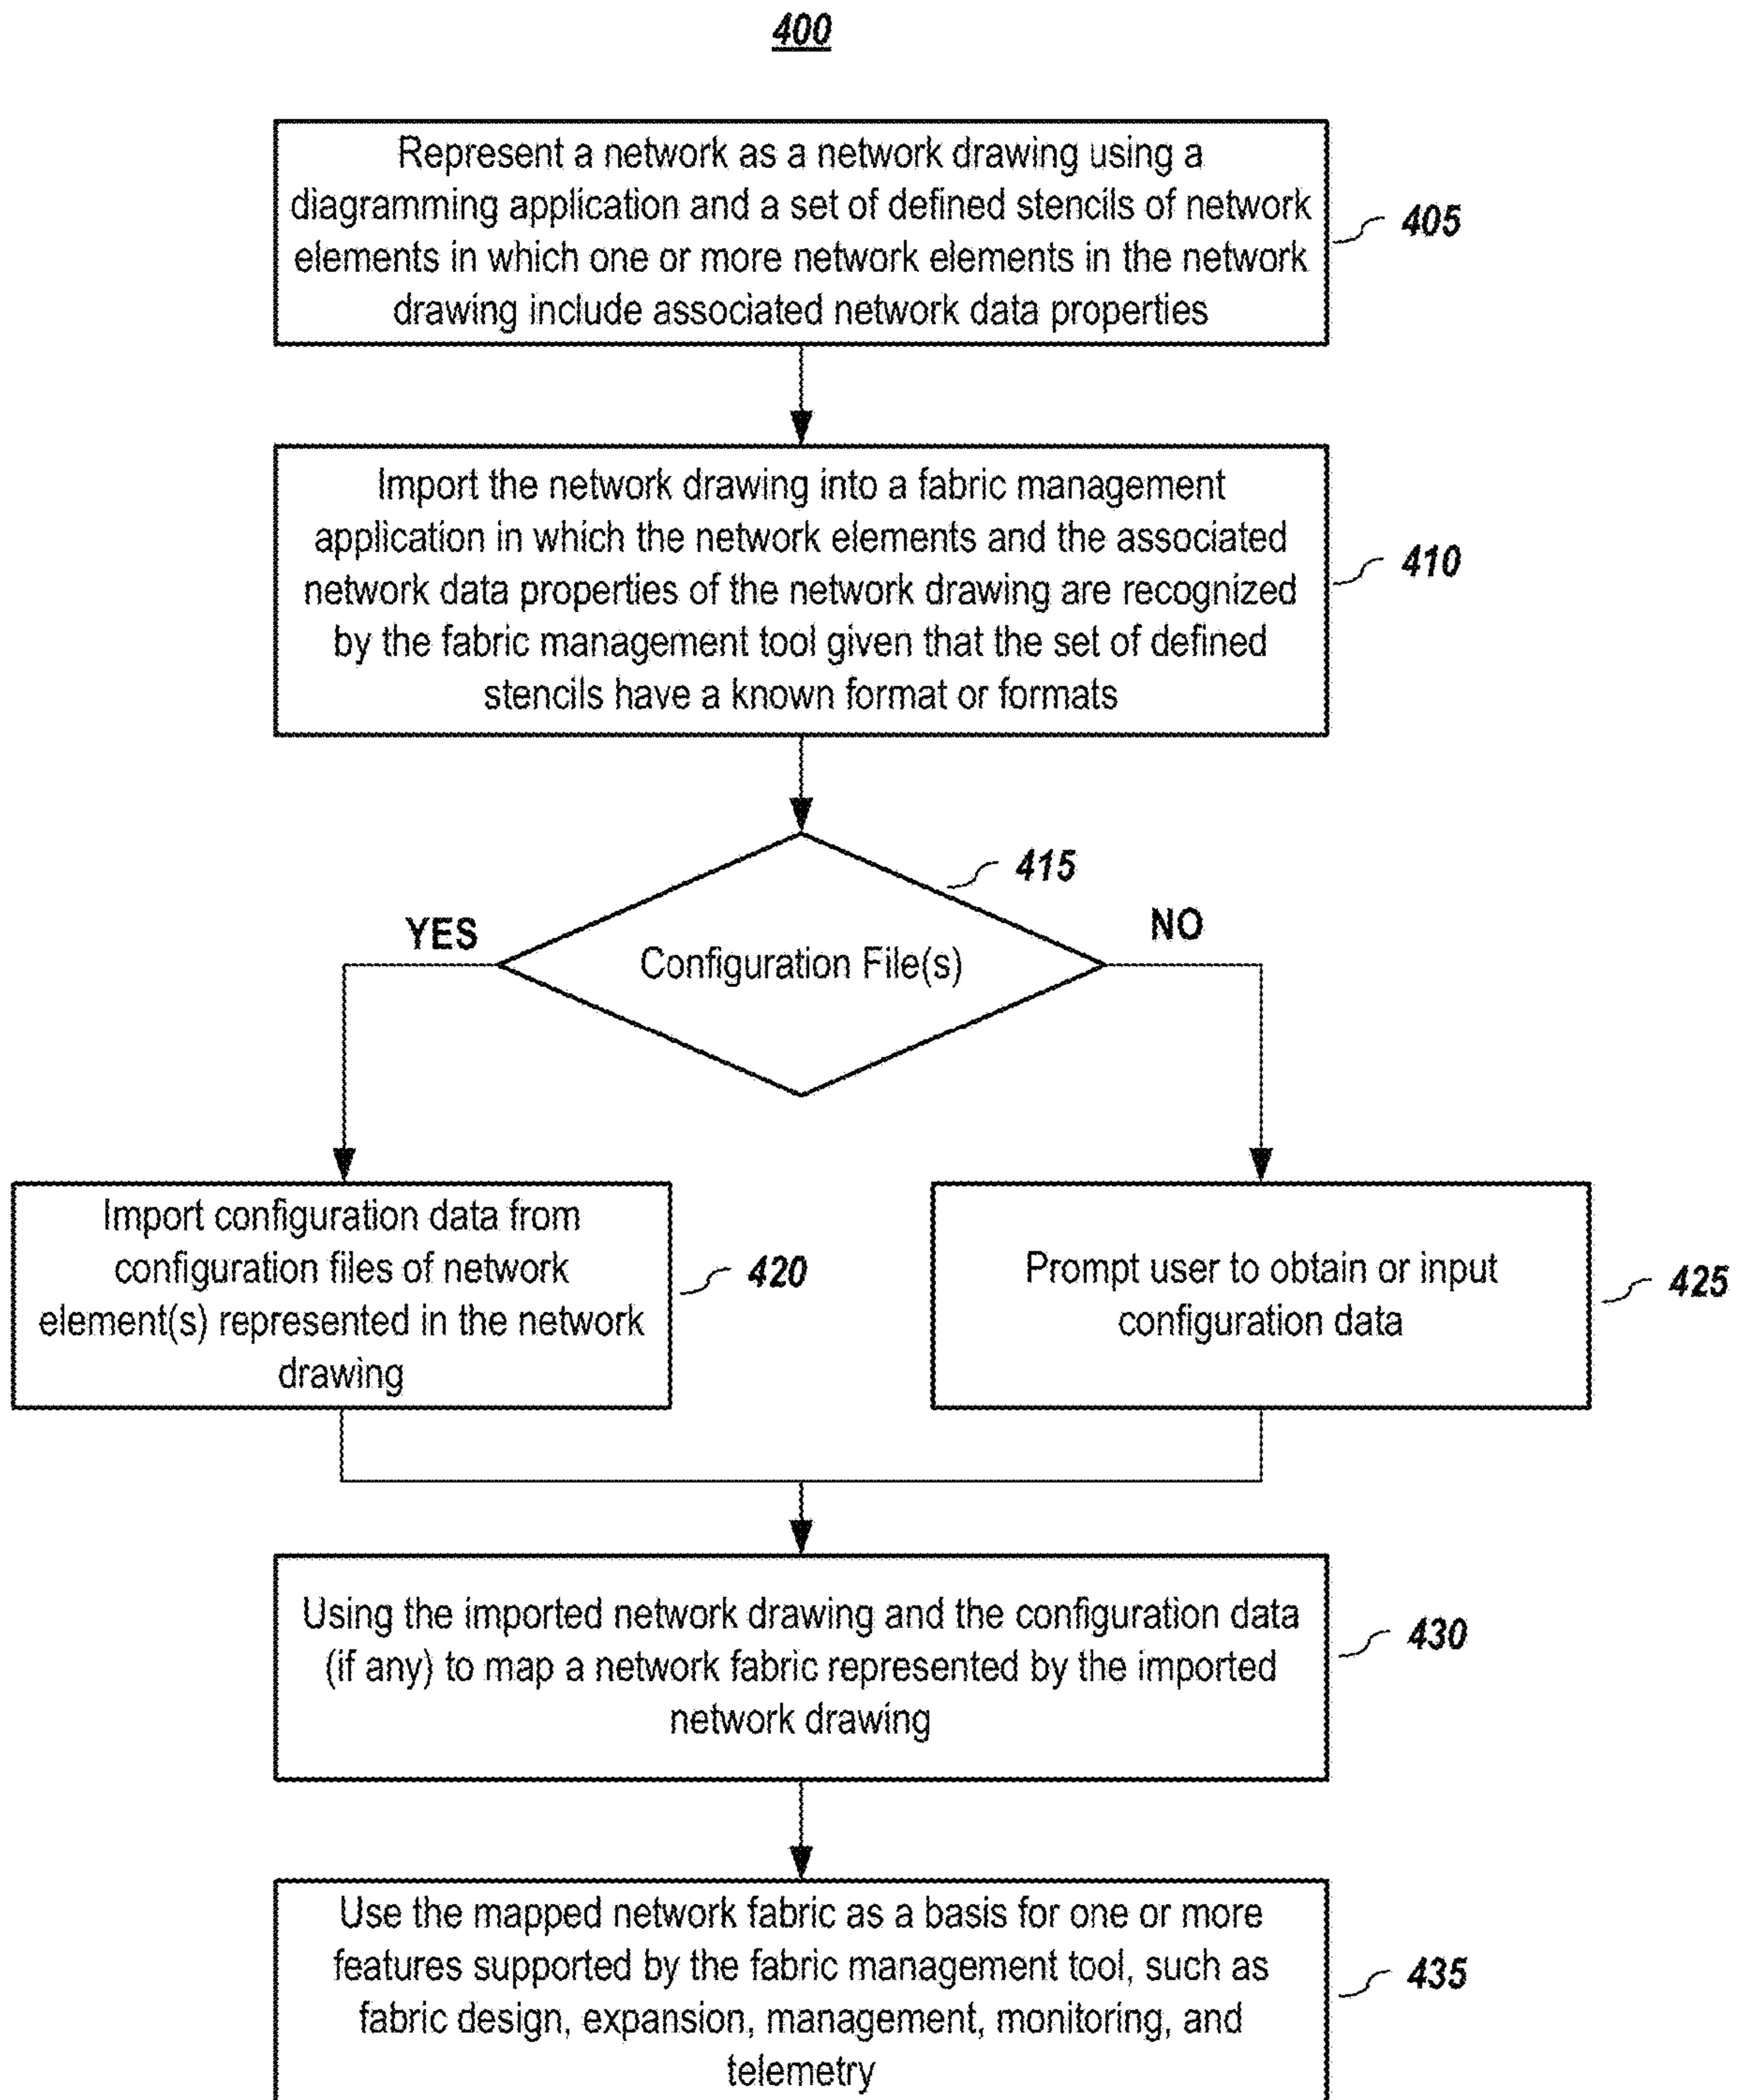 400
Represent a network as a network drawing using a
diagramming application and a set of defined stencils of network
elements in which one or more network elements in the network
drawing include associated network data properties
405
Import the network drawing into a fabric management
application in which the network elements and the associated
network data properties of the network drawing are recognized
by the fabric management tool given that the set of defined
stencils have a known format or formats
410
415
YES
NO
Configuration File(s)
Import configuration data from
configuration files of network
element(s) represented in the network
drawing
420
Prompt user to obtain or input
configuration data
425
Using the imported network drawing and the configuration data
(if any) to map a network fabric represented by the imported
network drawing
430
Use the mapped network fabric as a basis for one or more
features supported by the fabric management tool, such as
fabric design, expansion, management, monitoring, and
telemetry
435